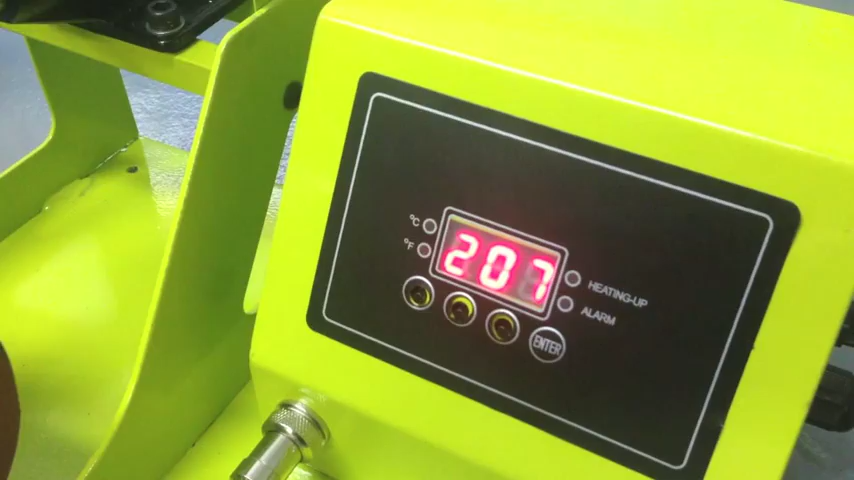 °C
°F
207
HEATING-UP
ALARM
ENTER